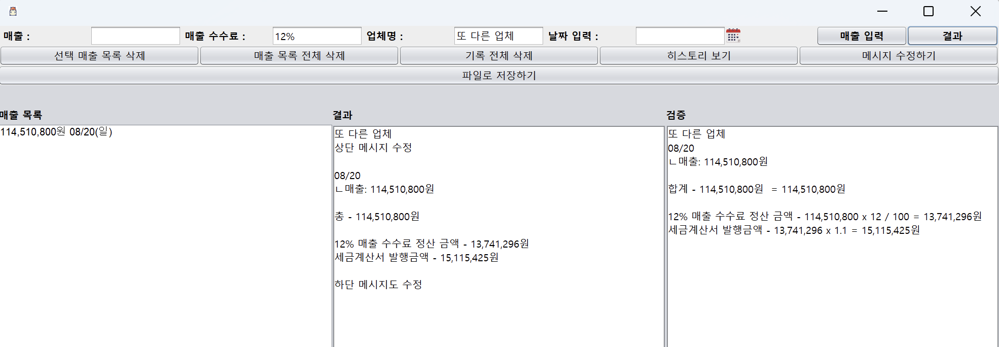 매출 :
매출 수수료 :
12%
업체명 :
또 다른 업체
날짜 입력 :
매출 입력
결과
선택 매출 목록 삭제
매출 목록 전체 삭제
기록 전체 삭제
히스토리 보기
메시지 수정하기
파일로 저장하기
매출 목록
114,510,800원 08/20(일)
결과
또 다른 업체
상단 메시지 수정
08/20
ㄴ매출: 114,510,800원
총 - 114,510,800원
12% 매출 수수료 정산 금액 - 13,741,296원
세금계산서 발행금액 - 15,115,425원
하단 메시지도 수정
검증
또 다른 업체
08/20
ㄴ매출: 114,510,800원
합계 - 114,510,800원  = 114,510,800원
12% 매출 수수료 정산 금액 - 114,510,800 x 12 / 100 = 13,741,296원
세금계산서 발행금액 - 13,741,296 x 1.1 = 15,115,425원